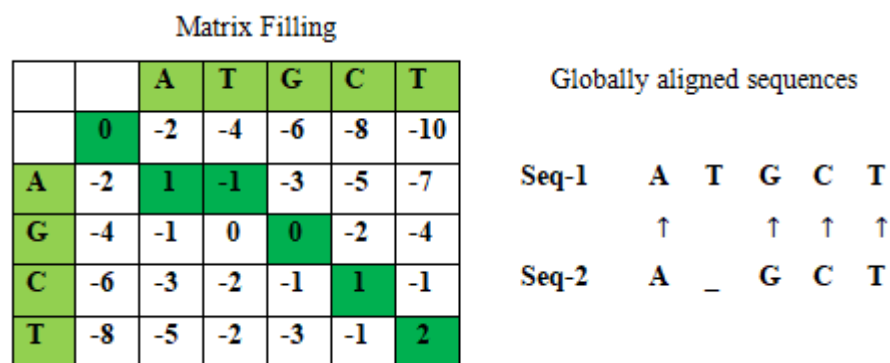 Matrix Filling
A T G C T
0 -2 -4 -6 -8 -10
A -2 1 -1 -3 -5 -7
G -4 -1 0 0 -2 -4
C -6 -3 -2 -1 1 -1
T -8 -5 -2 -3 -1 2
Globally aligned sequences
Seq-1 A T G C T
↑ ↑ ↑ ↑
Seq-2 A _ G C T